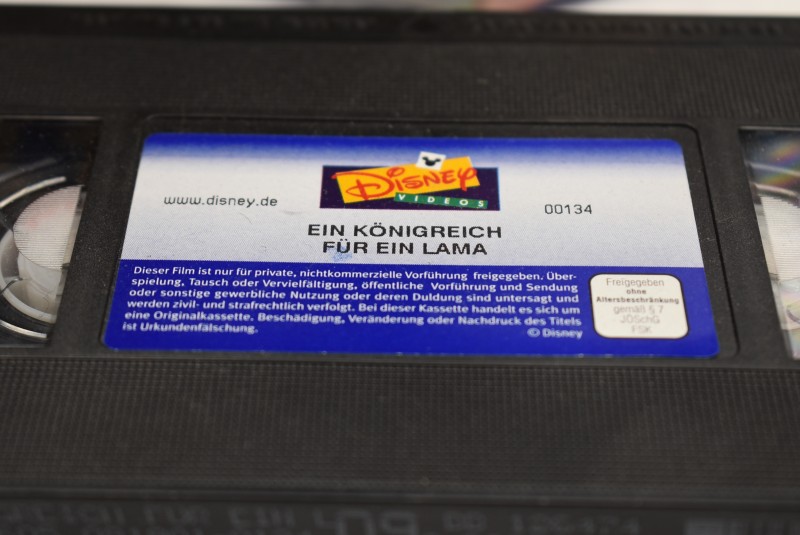 www.disney.de
DISNEY
VIDEOS
00134
EIN KÖNIGREICH
FÜR EIN LAMA
Dieser Film ist nur für private, nichtkommerzielle Vorführung freigegeben. Über-
spielung, Tausch oder Vervielfältigung, öffentliche Vorführung und Sendung
oder sonstige gewerbliche Nutzung oder deren Duldung sind untersagt und
werden zivil- und strafrechtlich verfolgt. Bei dieser Kassette handelt es sich um
eine Originalkassette. Beschädigung, Veränderung oder Nachdruck des Titels
ist Urkundenfälschung.
© Disney
Freigegeben
ohne
Altersbeschränkung
gemäß § 7
JÖSchG
FSK